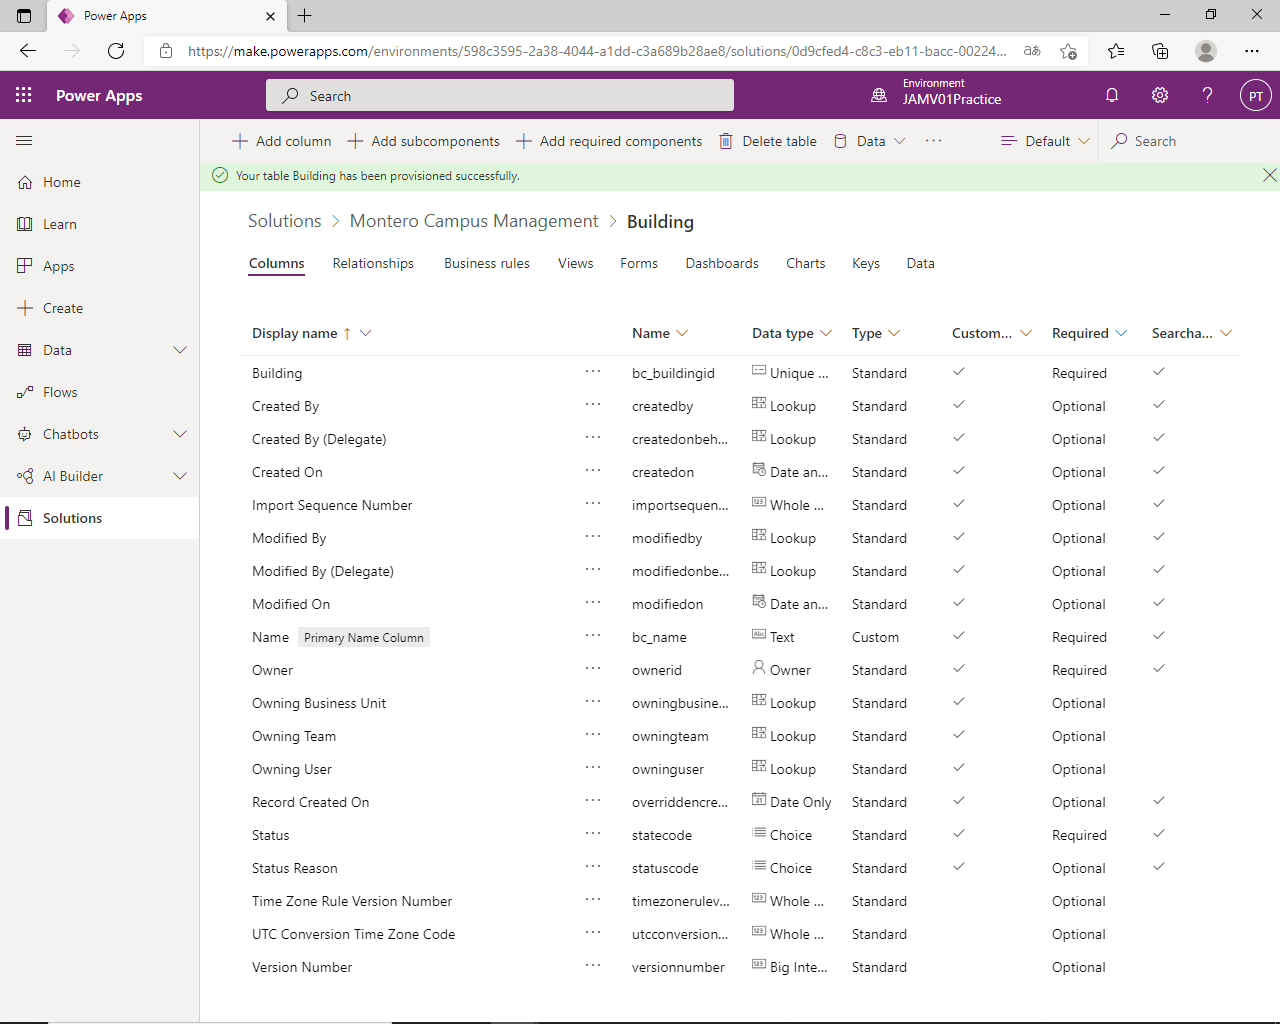 Power Apps
https://make.powerapps.com/environments/598c3595-2a38-4044-a1dd-c3a689b28ae8/solutions/0d9cfed4-c8c3-eb11-bacc-00224...
aあ
Power Apps
Search
Environment
JAMV01Practice
PT
Add column
Add subcomponents
Add required components
Delete table
Data
Default
Search
Your table Building has been provisioned successfully.
Home
Learn
Apps
Create
Data
Flows
Chatbots
AI Builder
Solutions
Solutions > Montero Campus Management > Building
Columns Relationships Business rules Views Forms Dashboards Charts Keys Data
Display name ↑ Name Data type Type Custom... Required Searcha...
Building ... bc_buildingid Unique ... Standard ✓ Required ✓
Created By ... createdby Lookup Standard ✓ Optional ✓
Created By (Delegate) ... createdonbeh... Lookup Standard ✓ Optional ✓
Created On ... createdon Date an... Standard ✓ Optional ✓
Import Sequence Number ... importsequen... Whole ... Standard ✓ Optional ✓
Modified By ... modifiedby Lookup Standard ✓ Optional ✓
Modified By (Delegate) ... modifiedonbe... Lookup Standard ✓ Optional ✓
Modified On ... modifiedon Date an... Standard ✓ Optional ✓
Name Primary Name Column ... bc_name Text Custom ✓ Required ✓
Owner ... ownerid Owner Standard ✓ Required ✓
Owning Business Unit ... owningbusine... Lookup Standard ✓ Optional
Owning Team ... owningteam Lookup Standard ✓ Optional
Owning User ... owninguser Lookup Standard ✓ Optional
Record Created On ... overriddencre... Date Only Standard ✓ Optional ✓
Status ... statecode Choice Standard ✓ Required ✓
Status Reason ... statuscode Choice Standard ✓ Optional ✓
Time Zone Rule Version Number ... timezonerulev... Whole ... Standard Optional
UTC Conversion Time Zone Code ... utcconversion... Whole ... Standard Optional
Version Number ... versionnumber Big Inte... Standard Optional